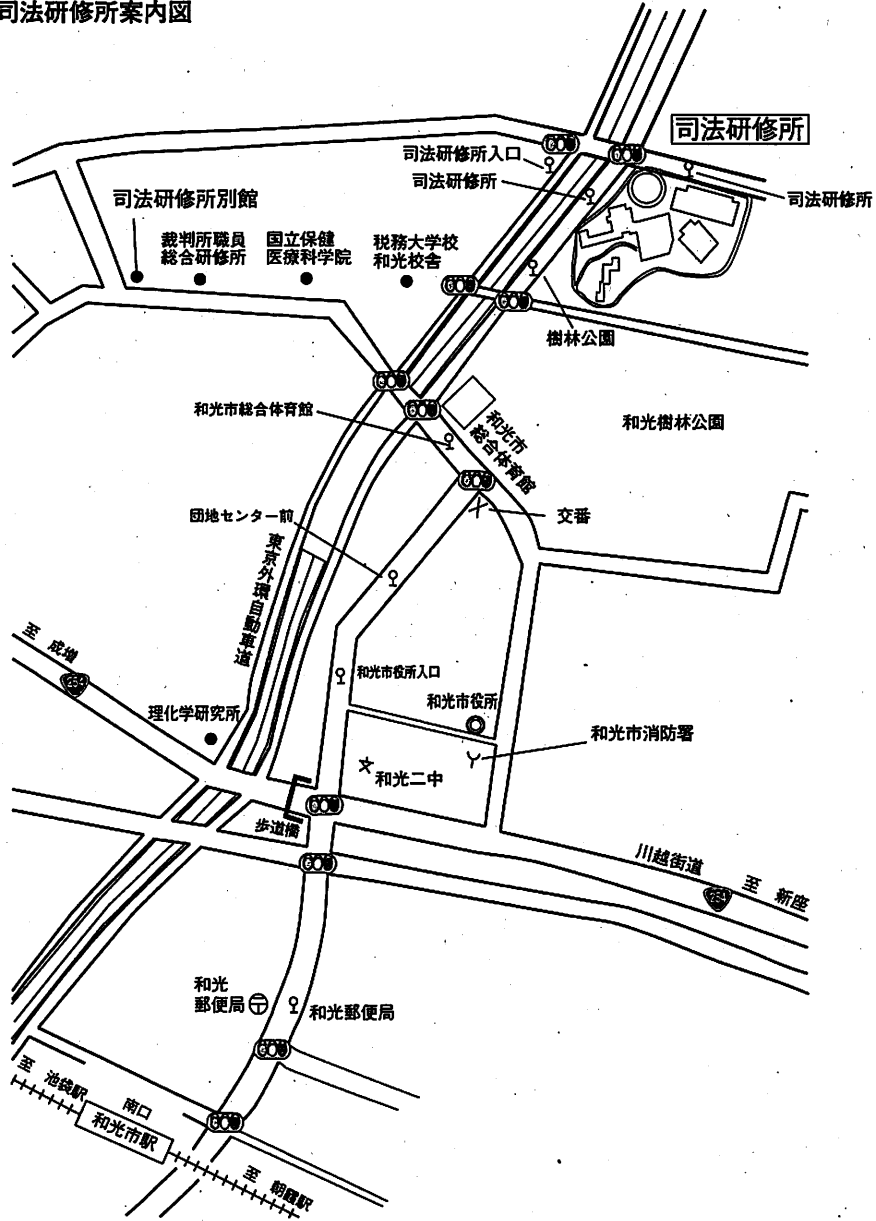 司法研修所案内図
司法研修所
司法研修所入口
司法研修所
司法研修所
司法研修所別館
裁判所職員
総合研修所
国立保健
医療科学院
税務大学校
和光校舎
樹林公園
和光市総合体育館
和光市
総合体育館
和光樹林公園
団地センター前
交番
東京外環自動車道
至 成増
和光市役所入口
和光市役所
理化学研究所
和光市消防署
文
和光二中
歩道橋
川越街道
至 新座
和光
郵便局
〒
和光郵便局
至 池袋駅
南口
和光市駅
至 朝霞駅